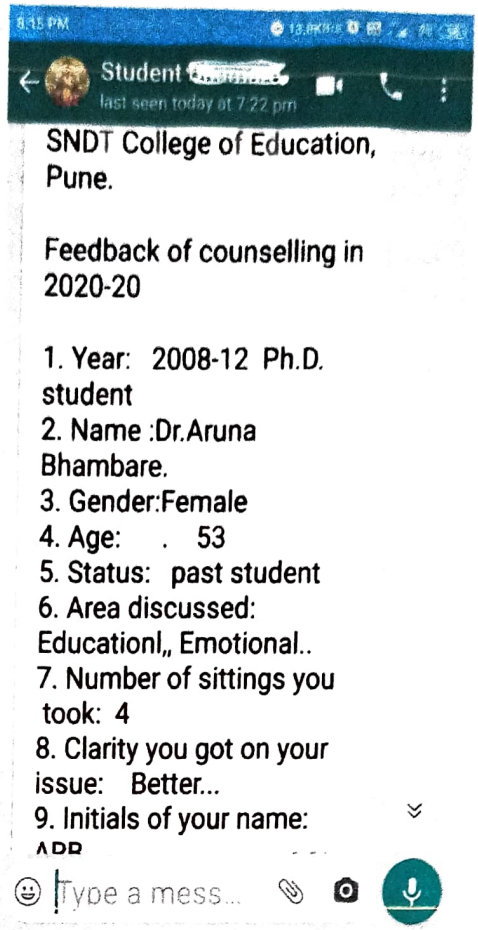 8:15 PM
Student
last seen today at 7.22 pm
SNDT College of Education,
Pune.
Feedback of counselling in
2020-20
1. Year: 2008-12 Ph.D.
student
2. Name :Dr.Aruna
Bhambare.
3. Gender:Female
4. Age: . 53
5. Status: past student
6. Area discussed:
Educationl,, Emotional..
7. Number of sittings you
took: 4
8. Clarity you got on your
issue: Better...
9. Initials of your name:
Type a mess...